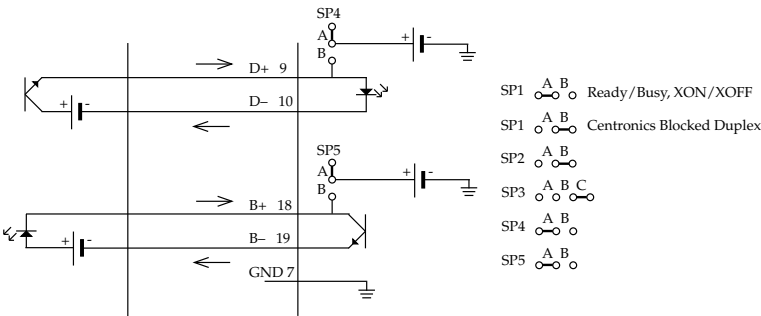 SP4
A
+ -
B
D+ 9
+ -
D– 10
SP5
A
+ -
B
B+ 18
+ -
B– 19
GND 7
SP1 A B Ready/Busy, XON/XOFF
SP1 A B Centronics Blocked Duplex
SP2 A B
SP3 A B C
SP4 A B
SP5 A B